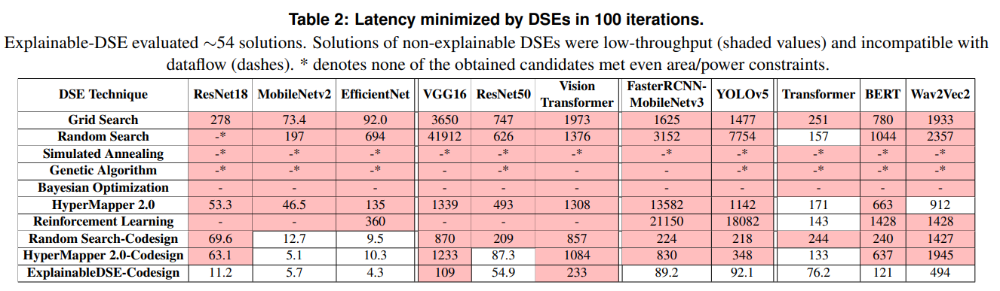 Table 2: Latency minimized by DSEs in 100 iterations.
Explainable-DSE evaluated ∼54 solutions. Solutions of non-explainable DSEs were low-throughput (shaded values) and incompatible with
dataflow (dashes). * denotes none of the obtained candidates met even area/power constraints.
DSE Technique ResNet18 MobileNetv2 EfficientNet VGG16 ResNet50 Vision Transformer FasterRCNN-MobileNetv3 YOLOv5 Transformer BERT Wav2Vec2
Grid Search 278 73.4 92.0 3650 747 1973 1625 1477 251 780 1933
Random Search -* 197 694 41912 626 1376 3152 7754 157 1044 2357
Simulated Annealing -* -* -* -* -* -* -* -* -* -* -*
Genetic Algorithm -* -* -* - -* - - -* -* -* -*
Bayesian Optimization - - - - - - - - - - -
HyperMapper 2.0 53.3 46.5 135 1339 493 1308 13582 1142 171 663 912
Reinforcement Learning - - 360 - - - 21150 18082 143 1428 1428
Random Search-Codesign 69.6 12.7 9.5 870 209 857 224 218 244 240 1427
HyperMapper 2.0-Codesign 63.1 5.1 10.3 1233 87.3 1084 830 348 133 637 1945
ExplainableDSE-Codesign 11.2 5.7 4.3 109 54.9 233 89.2 92.1 76.2 121 494